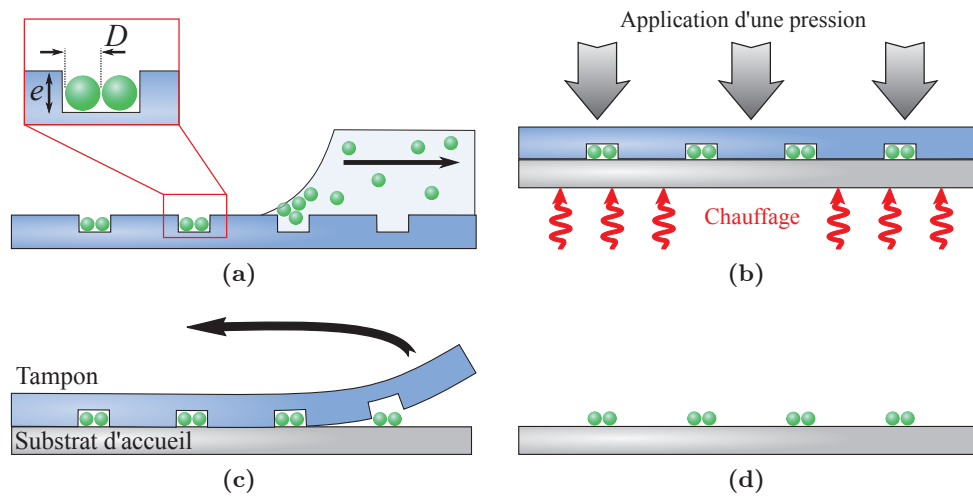 D
e
(a)
Application d'une pression
Chauffage
(b)
Tampon
Substrat d'accueil
(c)
(d)